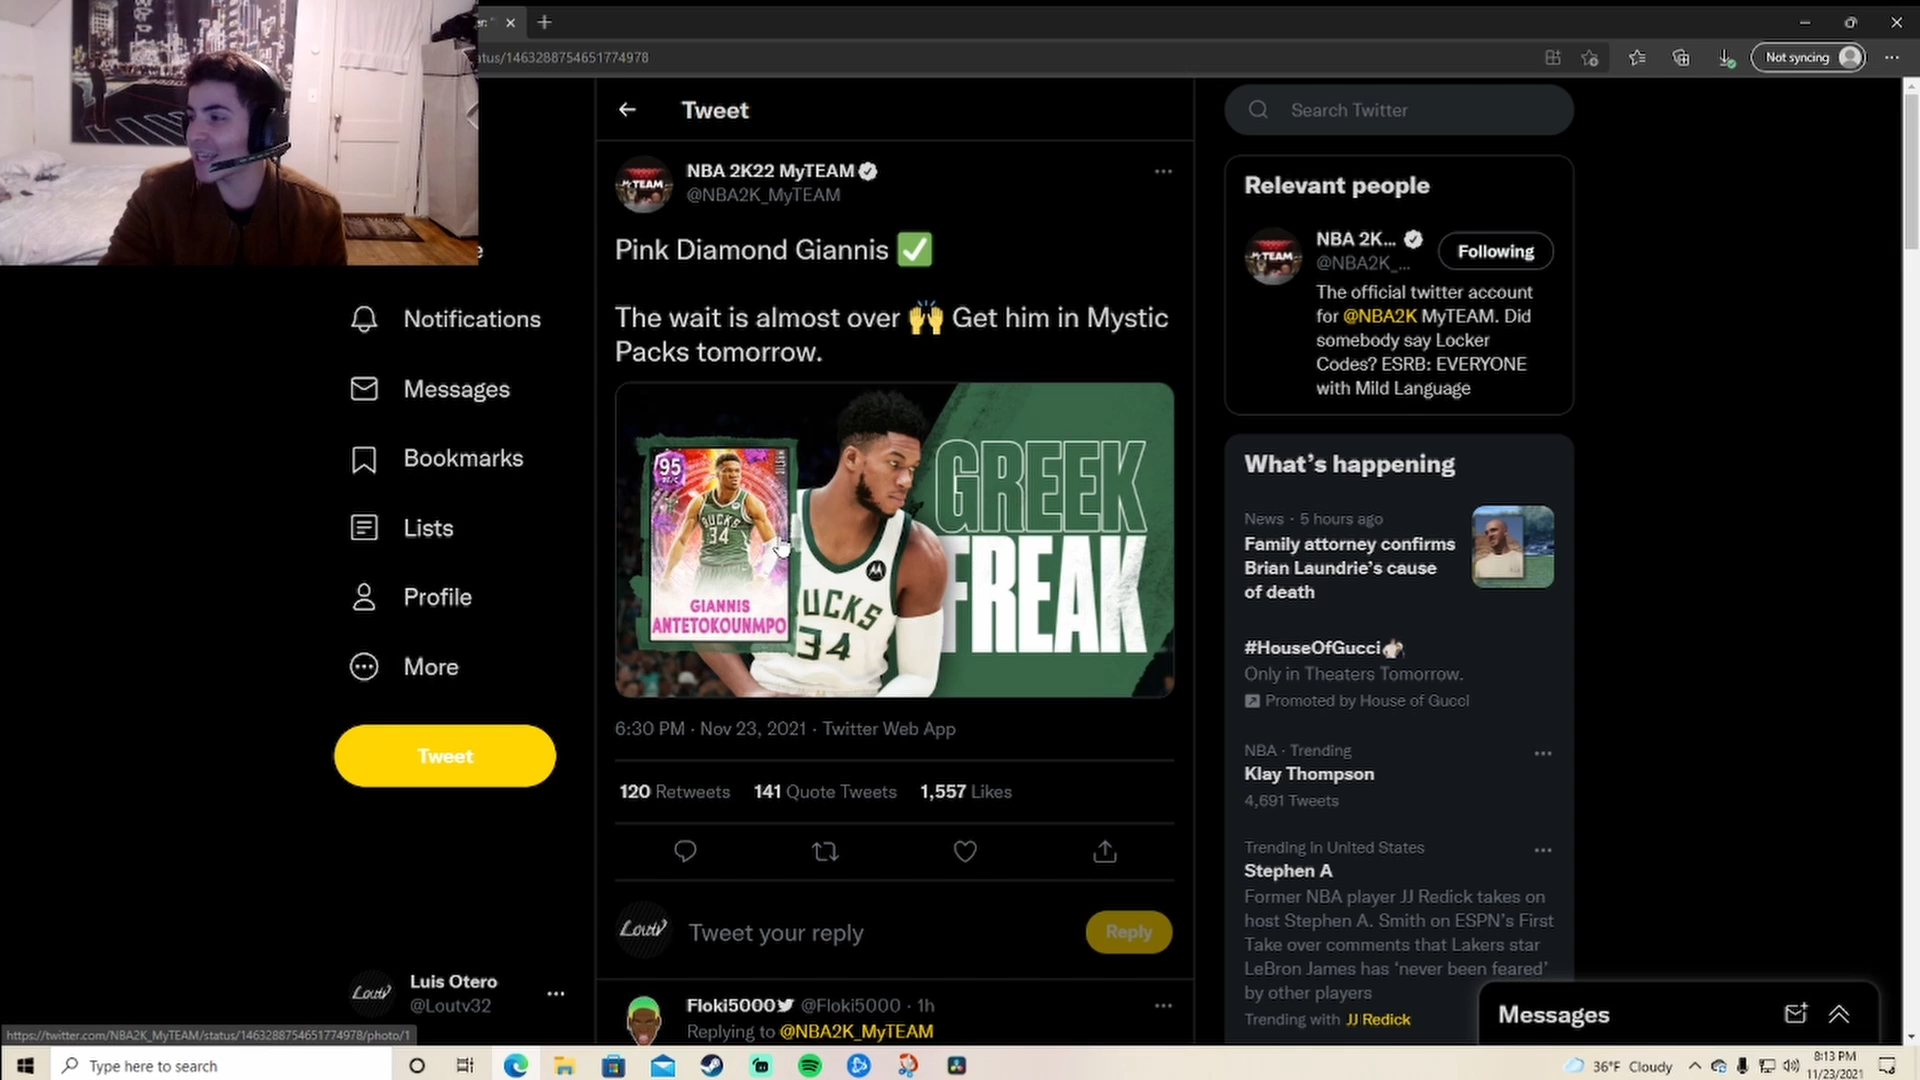 atus/1463288754651774978
Not syncing
Tweet
Search Twitter
NBA 2K22 MyTEAM
@NBA2K_MyTEAM
Pink Diamond Giannis ✅
The wait is almost over 🙌 Get him in Mystic
Packs tomorrow.
95
GIANNIS
ANTETOKOUNMPO
BUCKS
34
UCKS
34
GREEK
FREAK
6:30 PM · Nov 23, 2021 · Twitter Web App
120 Retweets 141 Quote Tweets 1,557 Likes
Tweet your reply
Reply
Floki5000 @Floki5000 · 1h
Replying to @NBA2K_MyTEAM
Notifications
Messages
Bookmarks
Lists
Profile
More
Tweet
Luis Otero
@Loutv32
Relevant people
NBA 2K...
@NBA2K_...
Following
The official twitter account
for @NBA2K MyTEAM. Did
somebody say Locker
Codes? ESRB: EVERYONE
with Mild Language
What's happening
News · 5 hours ago
Family attorney confirms
Brian Laundrie's cause
of death
#HouseOfGucci
Only in Theaters Tomorrow.
Promoted by House of Gucci
NBA · Trending
Klay Thompson
4,691 Tweets
Trending in United States
Stephen A
Former NBA player JJ Redick takes on
host Stephen A. Smith on ESPN's First
Take over comments that Lakers star
LeBron James has 'never been feared'
by other players
Trending with JJ Redick
Messages
https://twitter.com/NBA2K_MyTEAM/status/1463288754651774978/photo/1
Type here to search
36°F Cloudy
8:13 PM
11/23/2021